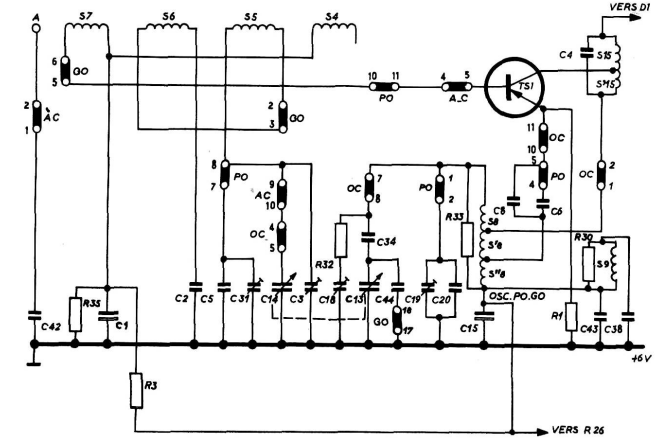 VERS D1
A
S7
S6
S5
S4
C4
S15
S"15
6
GO
5
10
11
PO
4
5
A_C
TS1
2
AC
1
2
GO
3
11
OC
10
8
PO
7
9
AC
10
OC
7
8
PO
1
2
R33
5
PO
4
OC
2
1
4
OC
5
C8
C6
S8
S'8
S"8
R32
C34
R30
S9
OSC.PO.GO
R35
C1
C2
C5
C31
C14
C3
C18
C13
C44
C19
C20
C15
R1
C43
C38
C42
GO
16
17
+6V
R3
VERS R26